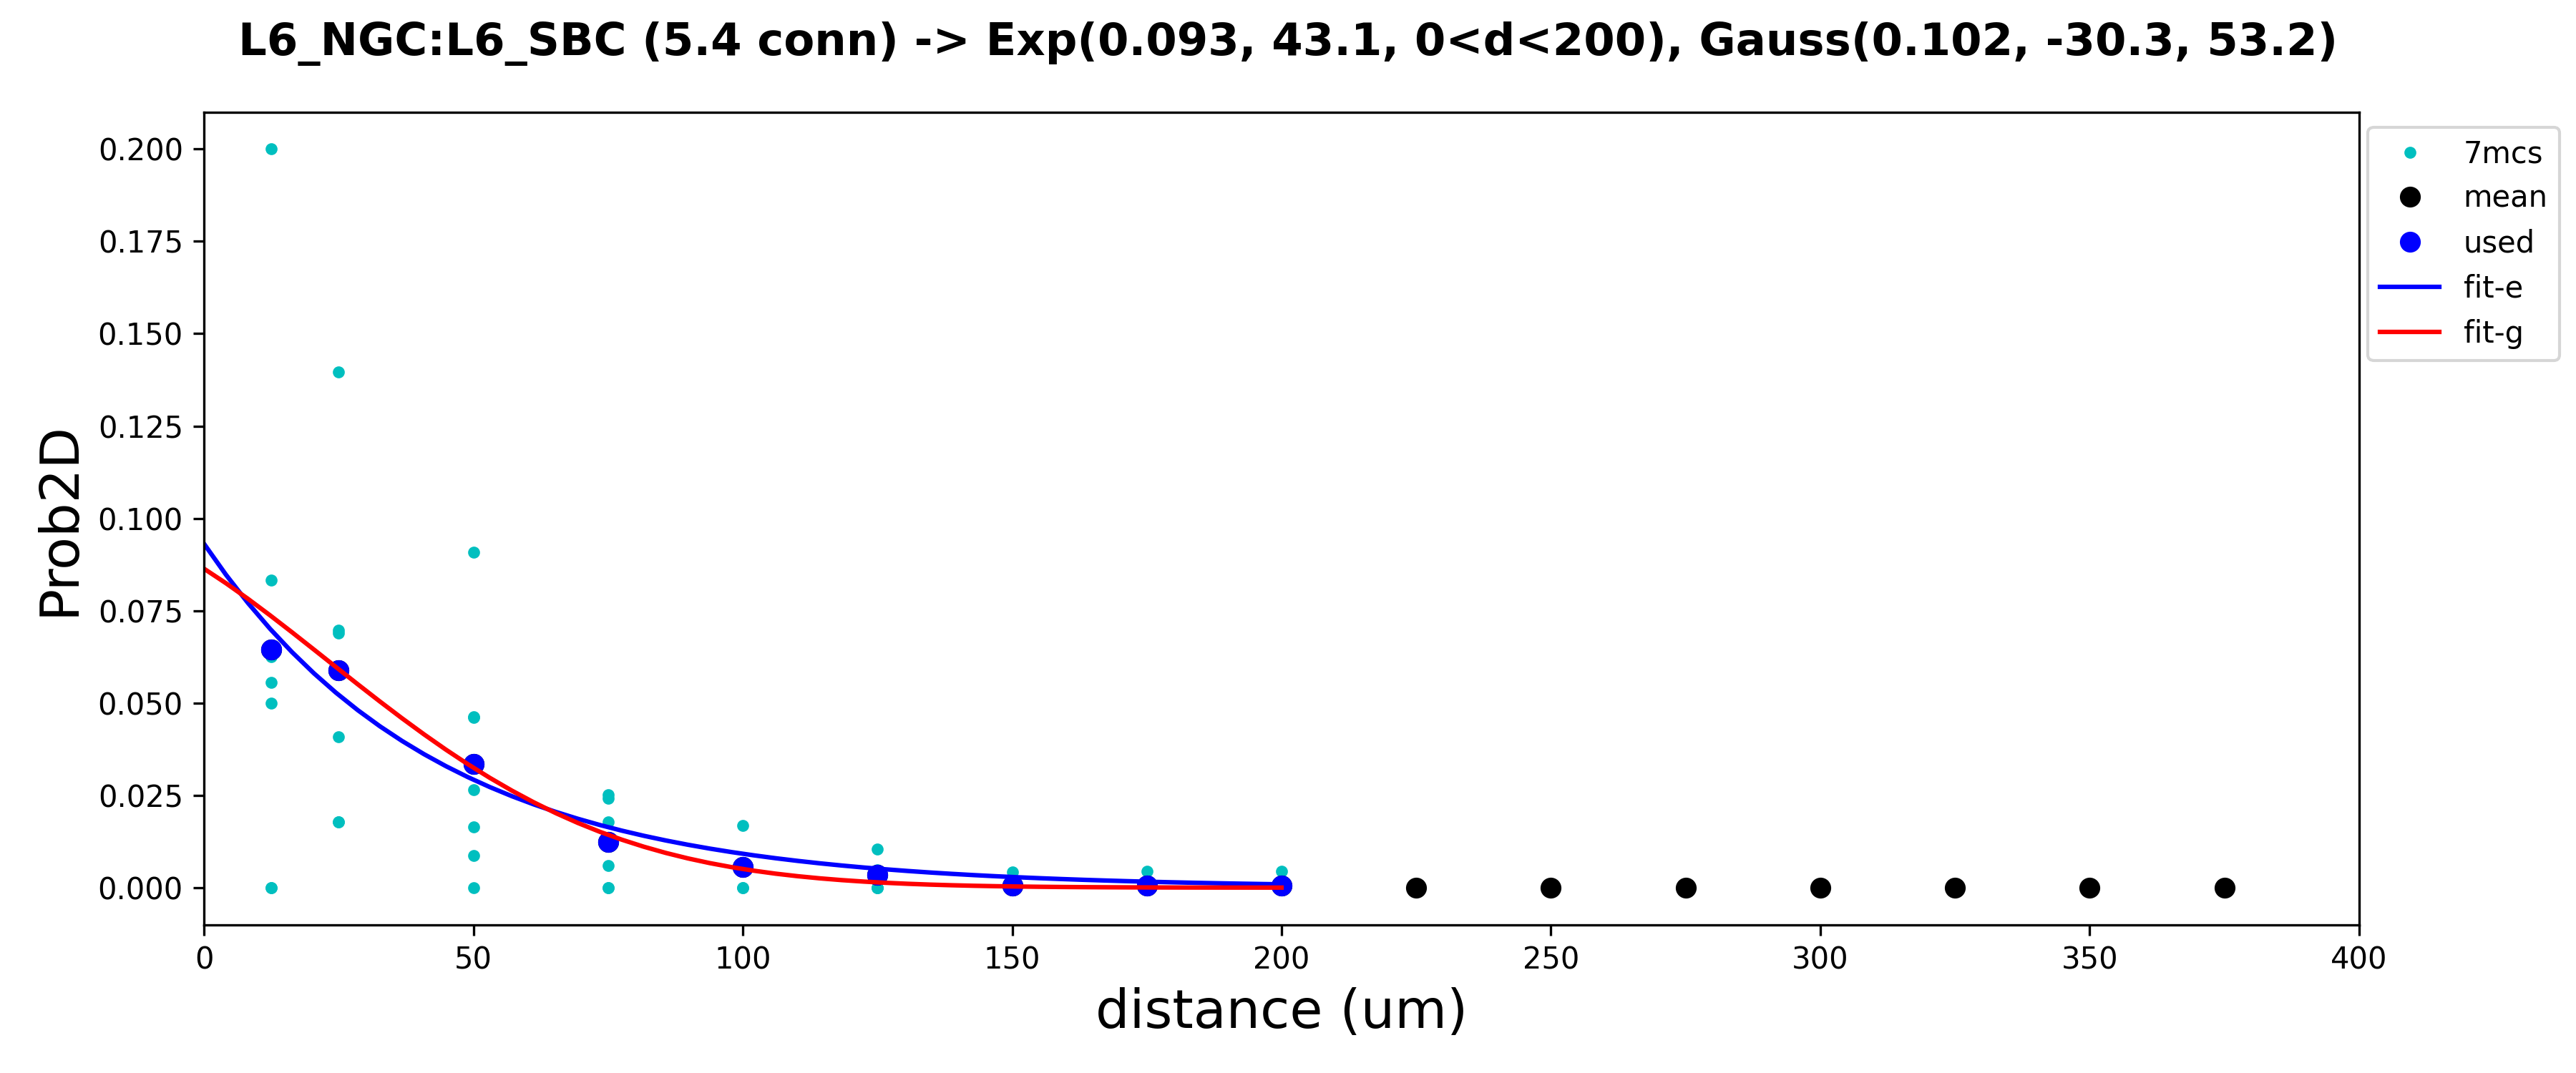 L6_NGC:L6_SBC (5.4 conn) -> Exp(0.093, 43.1, 0<d<200), Gauss(0.102, -30.3, 53.2)
0.200
0.175
0.150
0.125
0.100
0.075
0.050
0.025
0.000
Prob2D
0 50 100 150 200 250 300 350 400
distance (um)
7mcs
mean
used
fit-e
fit-g